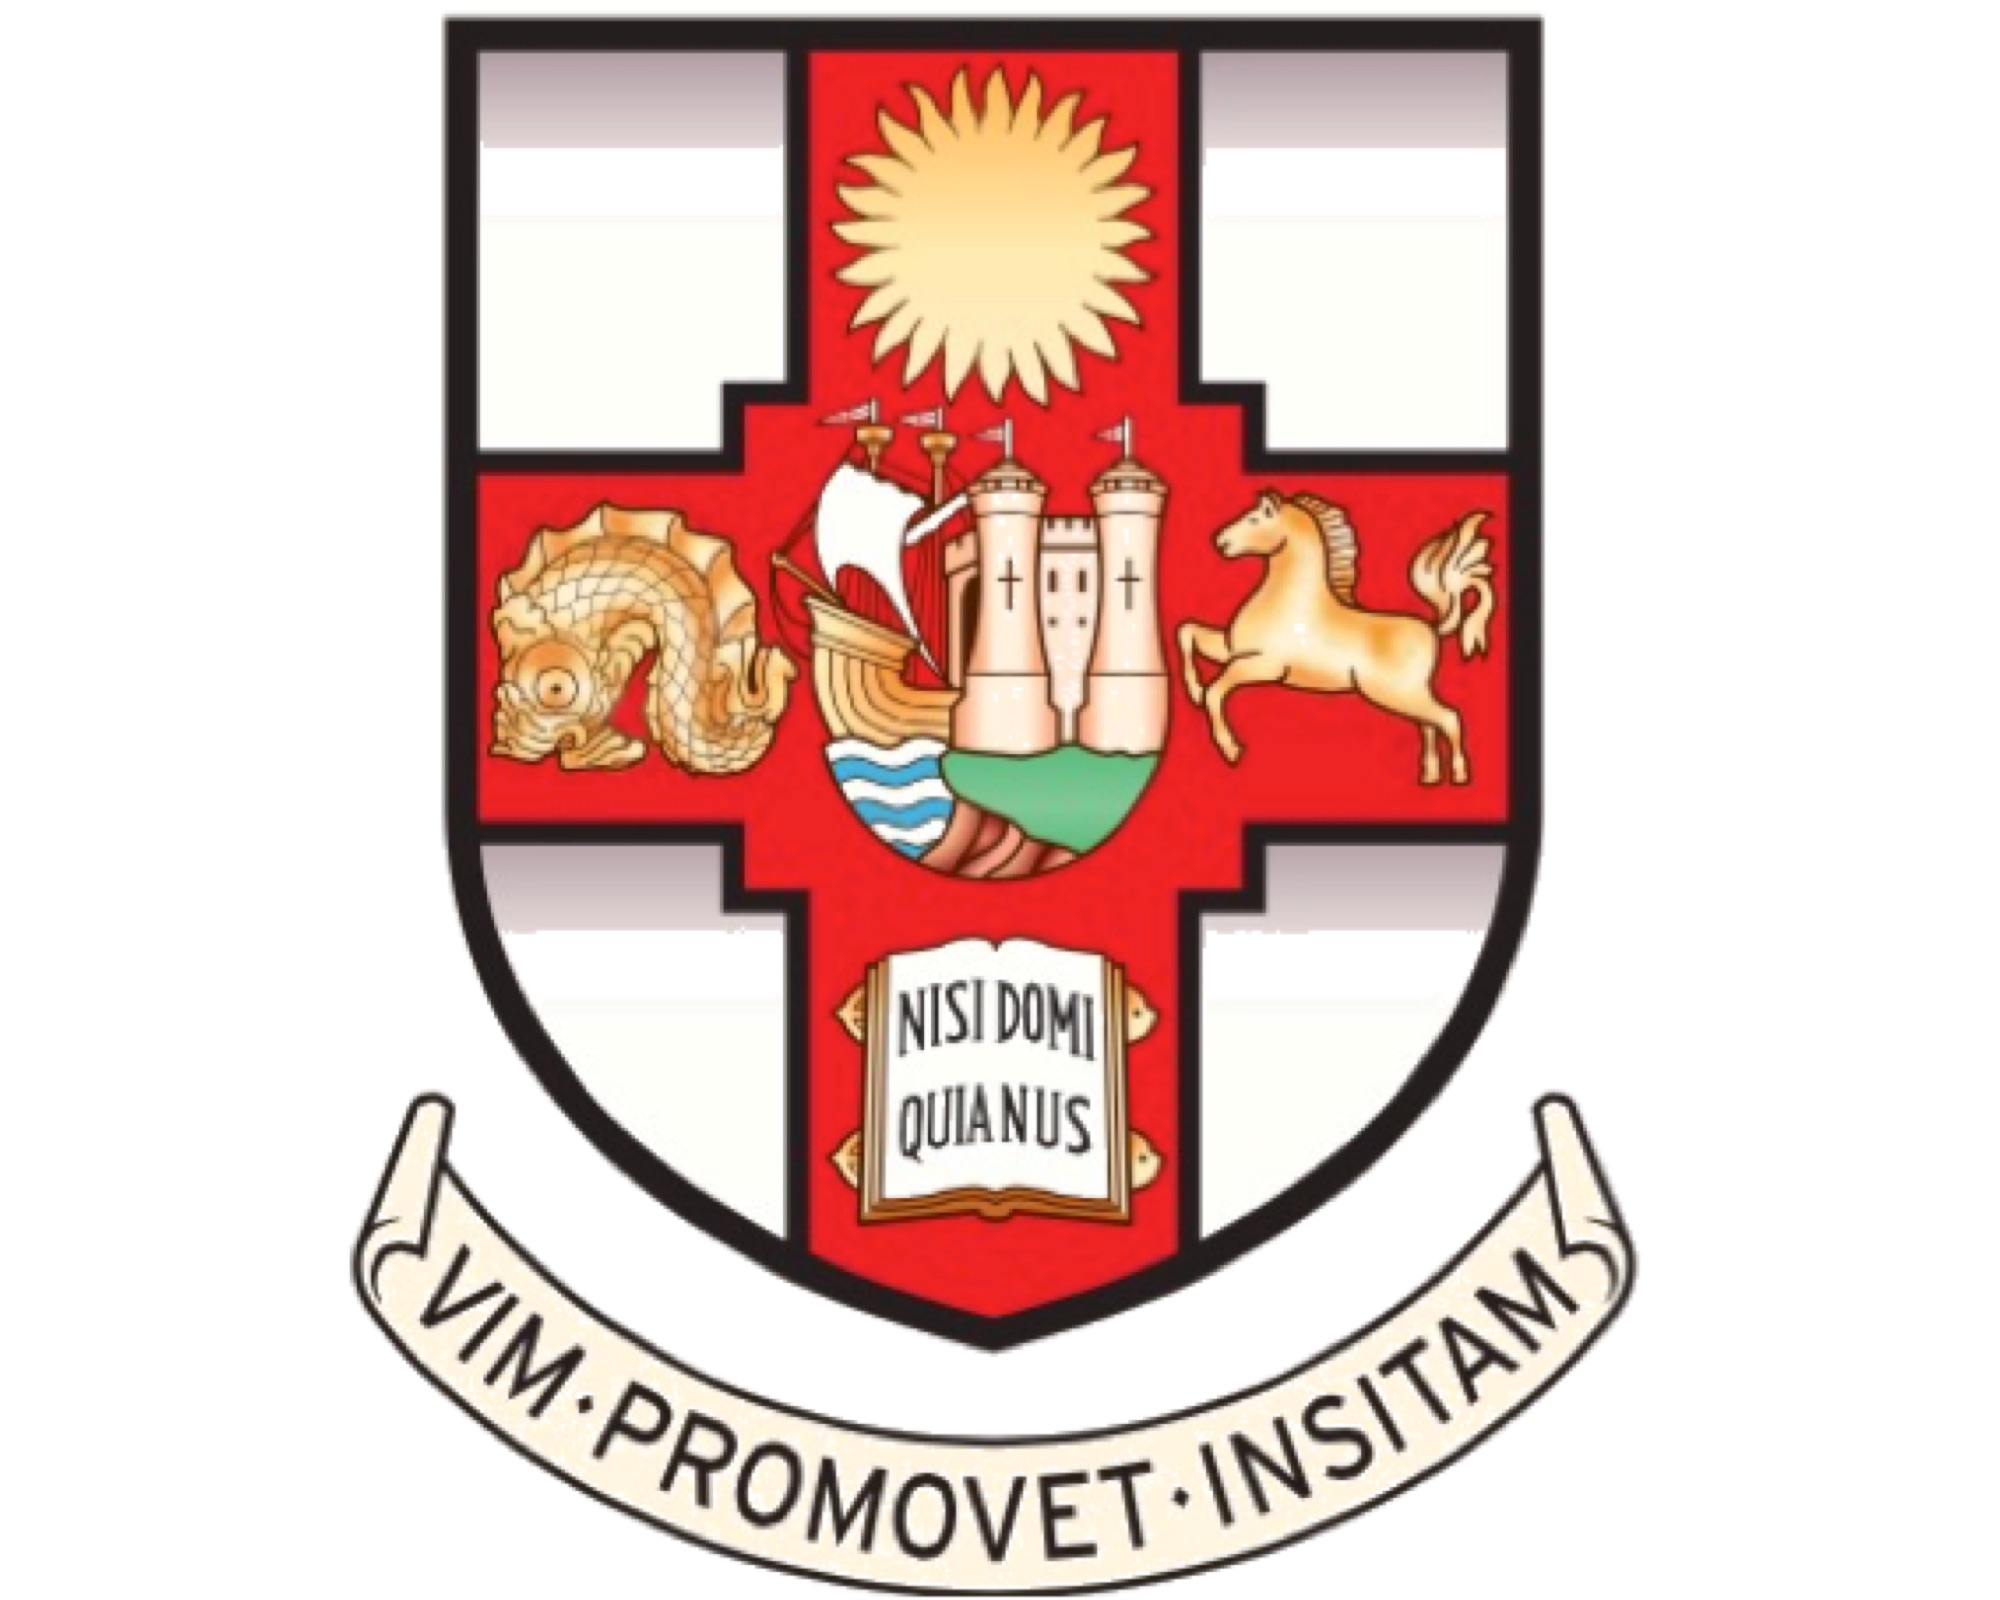 NISI DOMI
QUIANUS
VIM · PROMOVET · INSITAM